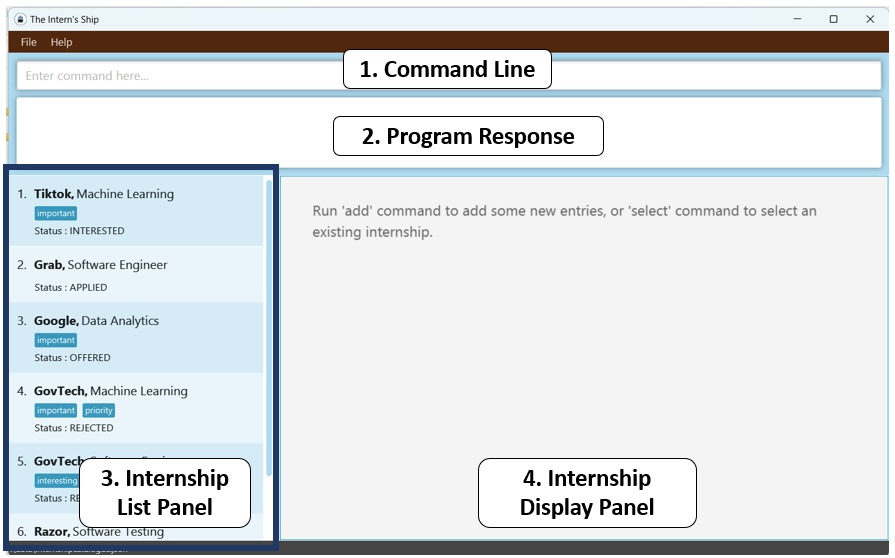 The Intern's Ship
File Help
Enter command here...
1. Command Line
2. Program Response
1. Tiktok, Machine Learning
important
Status : INTERESTED
2. Grab, Software Engineer
Status : APPLIED
3. Google, Data Analytics
important
Status : OFFERED
4. GovTech, Machine Learning
important priority
Status : REJECTED
5. GovTech,
interesting
Status :
6. Razor, Software Testing
3. Internship
List Panel
Run 'add' command to add some new entries, or 'select' command to select an
existing internship.
4. Internship
Display Panel